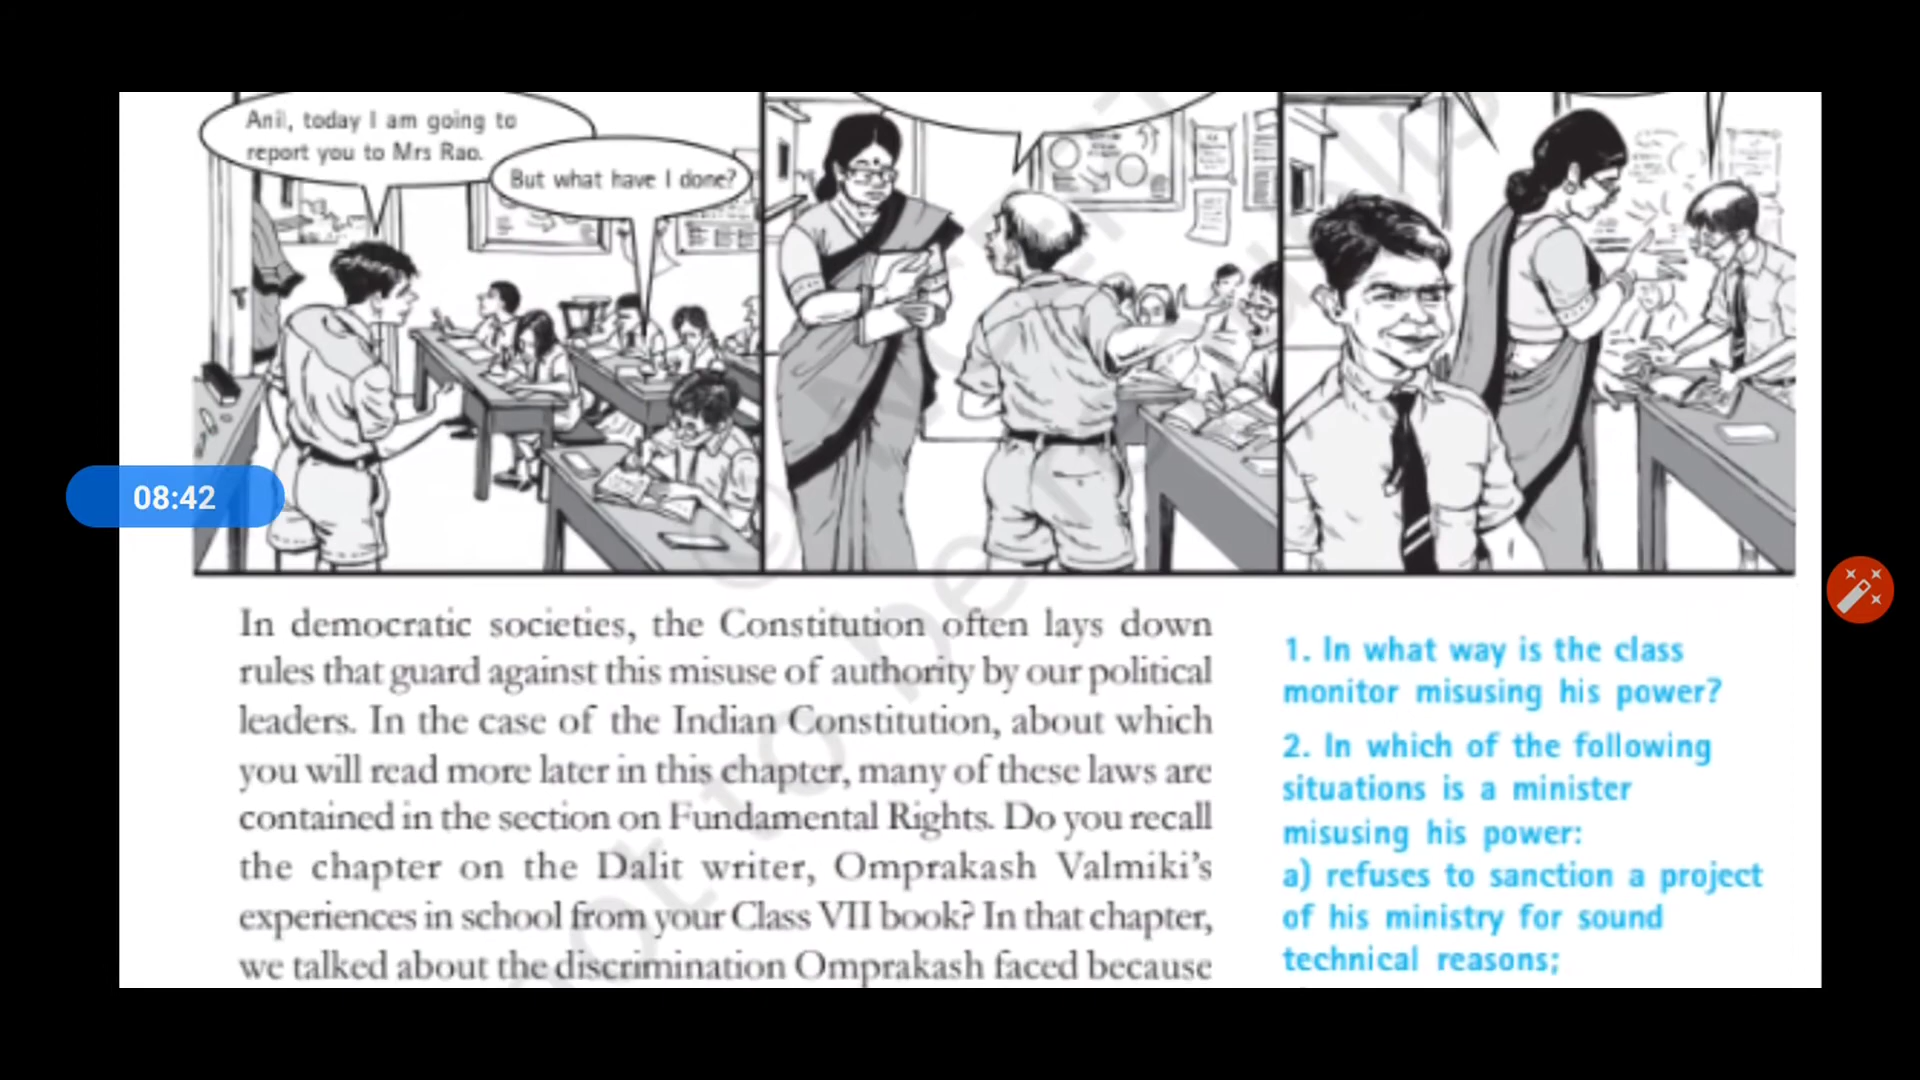 Anil, today I am going to
report you to Mrs Rao.
But what have I done?
08:42
In democratic societies, the Constitution often lays down
rules that guard against this misuse of authority by our political
leaders. In the case of the Indian Constitution, about which
you will read more later in this chapter, many of these laws are
contained in the section on Fundamental Rights. Do you recall
the chapter on the Dalit writer, Omprakash Valmiki’s
experiences in school from your Class VII book? In that chapter,
we talked about the discrimination Omprakash faced because
1. In what way is the class
monitor misusing his power?
2. In which of the following
situations is a minister
misusing his power:
a) refuses to sanction a project
of his ministry for sound
technical reasons;
not to be